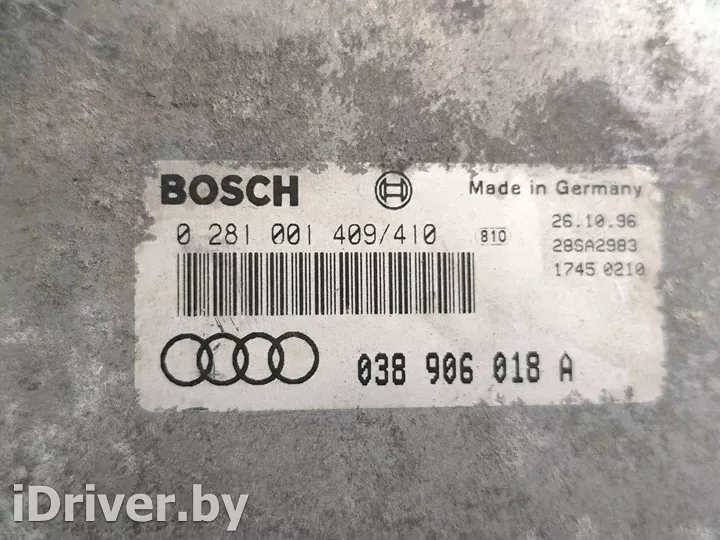 BOSCH
Made in Germany
0 281 001 409/410
810
26.10.96
28SA2983
1745 0210
038 906 018 A
iDriver.by